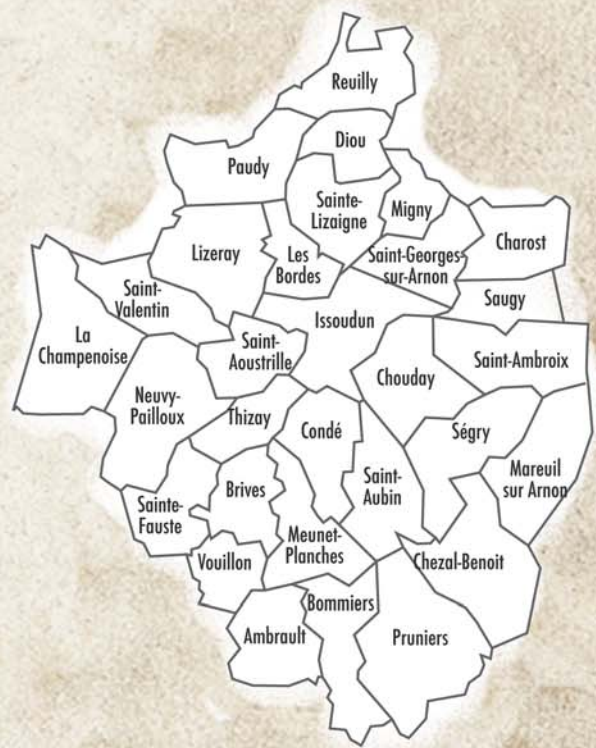 Reuilly
Diou
Paudy
Sainte-
Lizaigne
Migny
Charost
Lizeray
Les
Bordes
Saint-Georges-
sur-Arnon
Saint-
Valentin
Saugy
La
Champenoise
Issoudun
Saint-
Aoustrille
Saint-Ambroix
Chouday
Neuvy-
Pailloux
Thizay
Condé
Ségry
Mareuil
sur Arnon
Saint-
Aubin
Brives
Sainte-
Fauste
Meunet-
Planches
Vouillon
Chezal-Benoit
Bommiers
Ambrault
Pruniers